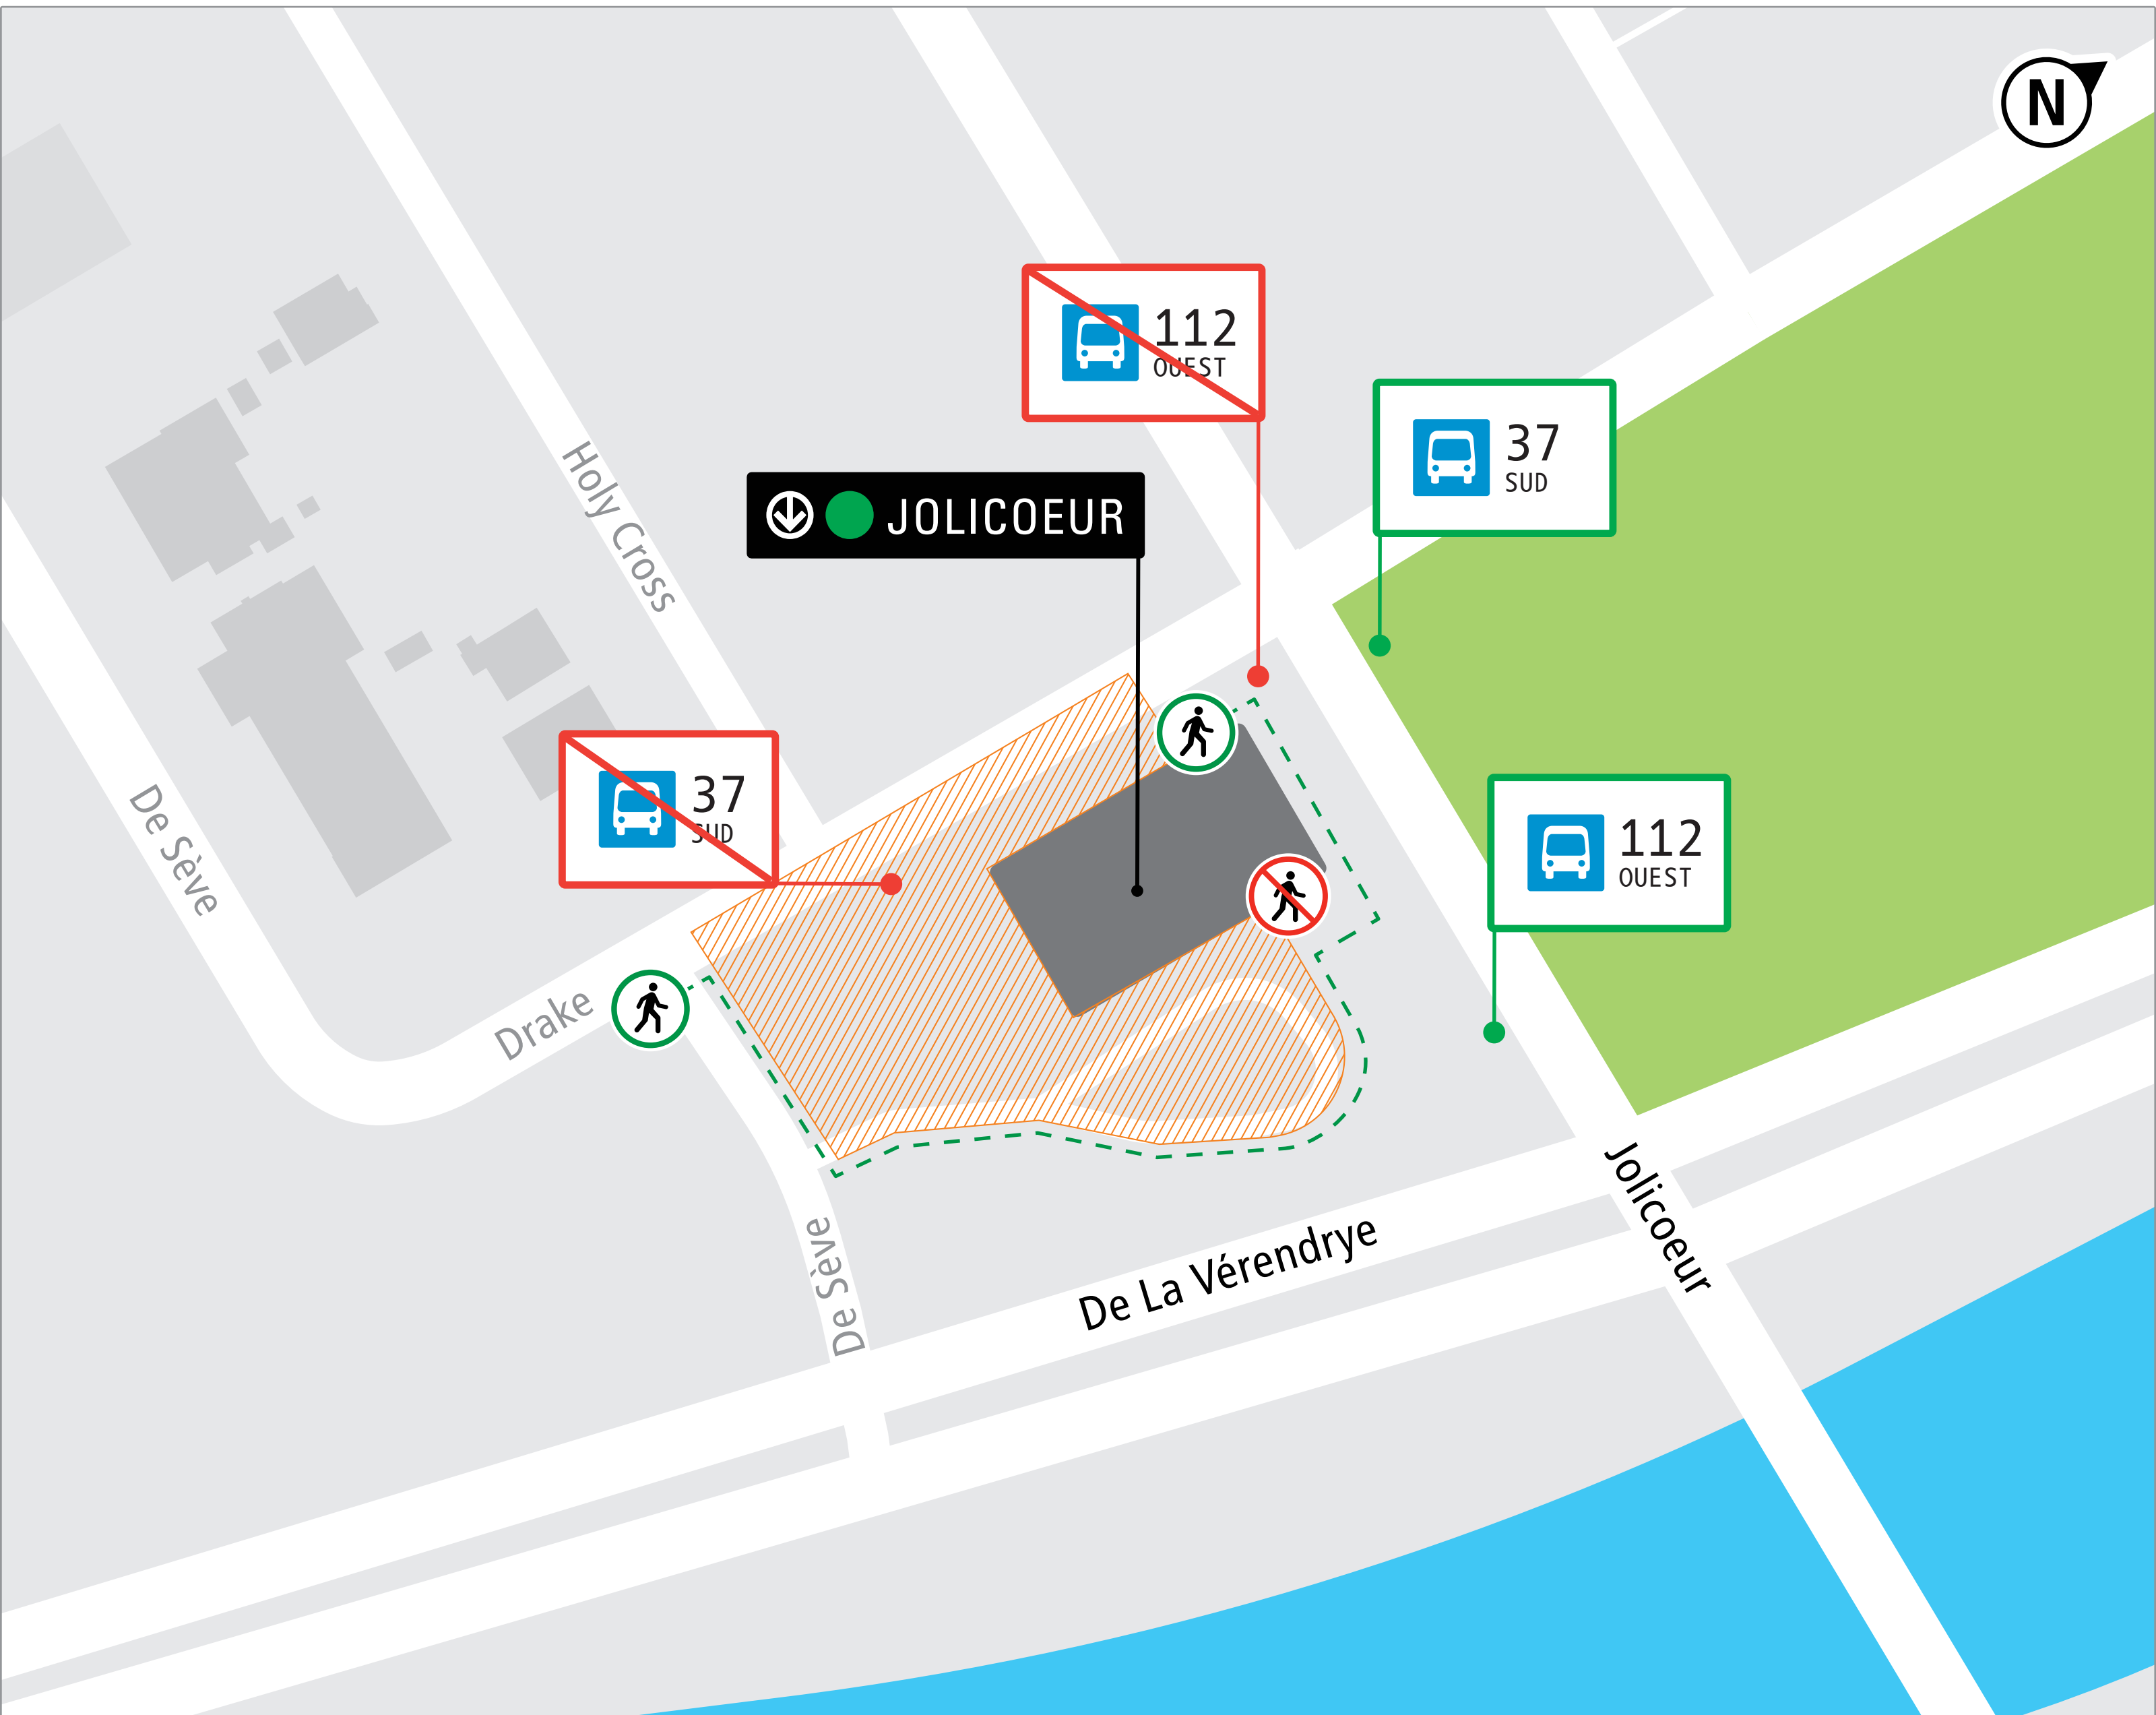 N
112
OUEST
37
SUD
JOLICOEUR
Holy Cross
37
SUD
112
OUEST
De Sève
Drake
De Sève
De La Vérendrye
Jolicoeur